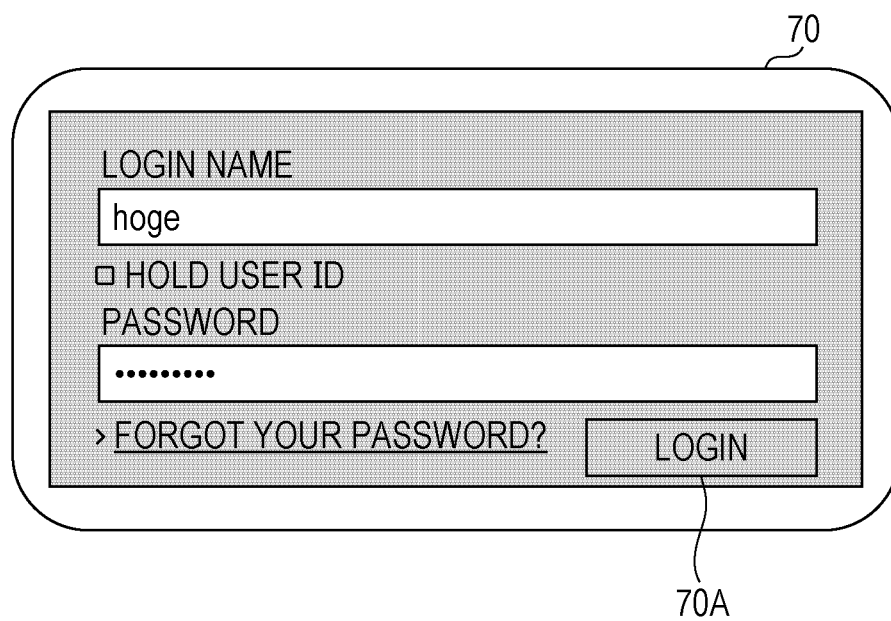 70
LOGIN NAME
hoge
HOLD USER ID
PASSWORD
•••••••••
> FORGOT YOUR PASSWORD?
LOGIN
70A